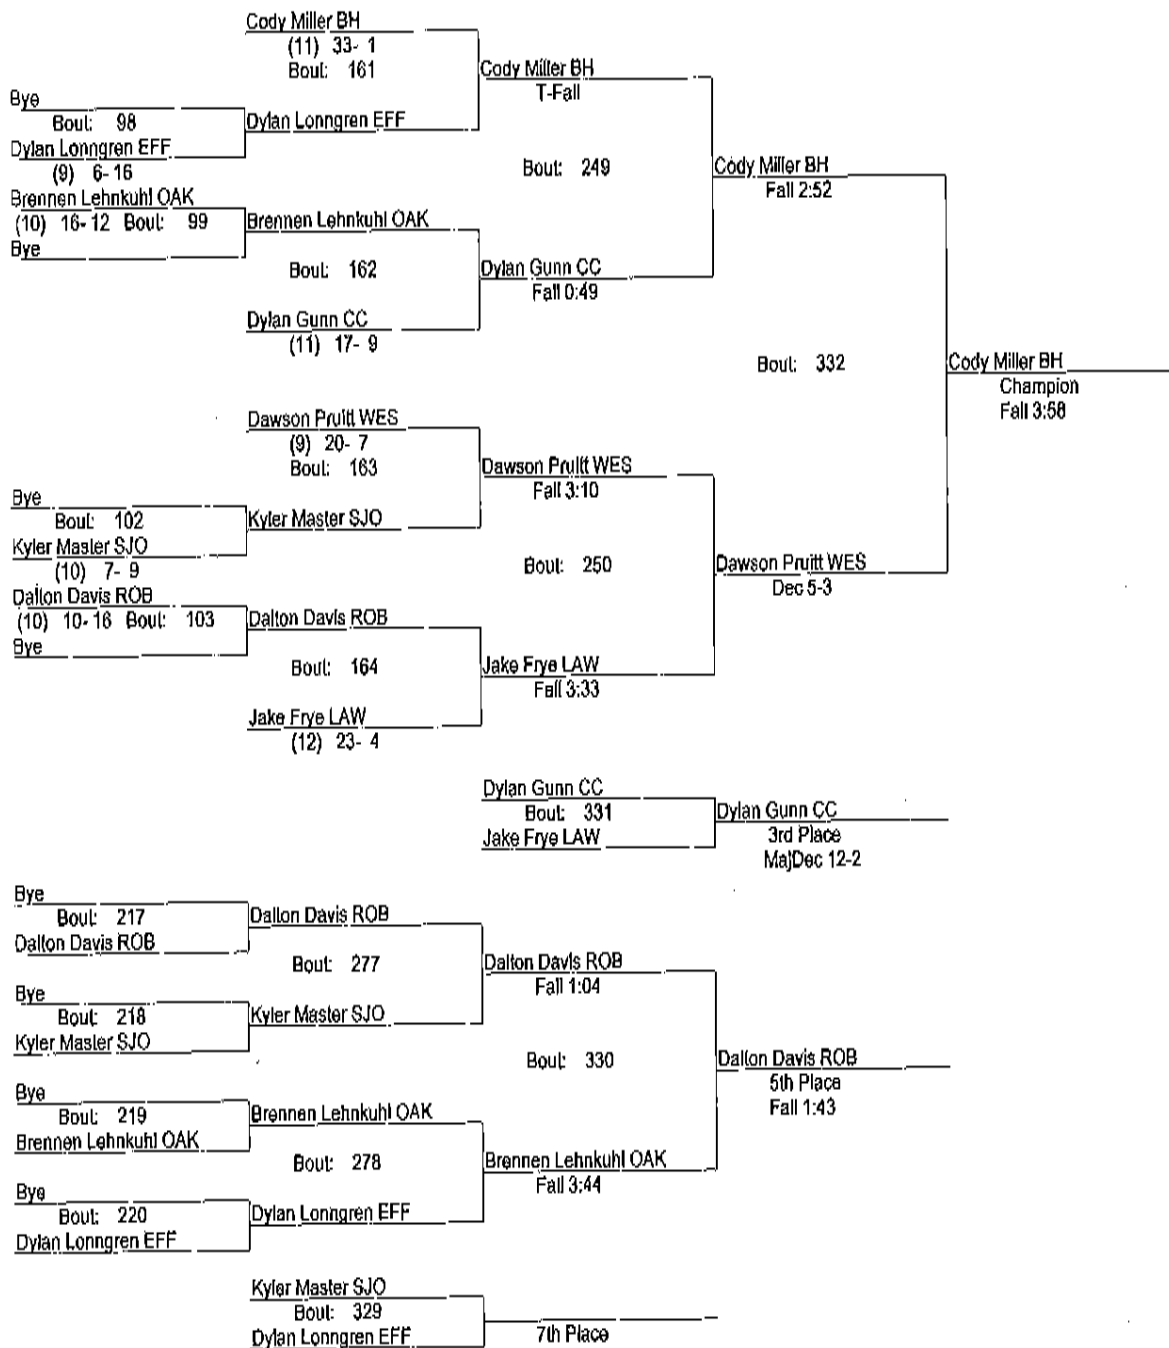 Cody Miller BH
(11) 33- 1
Bout: 161
Cody Miller BH
T-Fall
Bye
Bout: 98
Dylan Lonngren EFF
Dylan Lonngren EFF
(9) 6-16
Bout: 249
Cody Miller BH
Fall 2:52
Brennen Lehnkuhl OAK
(10) 16-12 Bout: 99
Brennen Lehnkuhl OAK
Bye
Bout: 162
Dylan Gunn CC
Fall 0:49
Dylan Gunn CC
(11) 17- 9
Bout: 332
Cody Miller BH
Champion
Fall 3:58
Dawson Pruitt WES
(9) 20- 7
Bout: 163
Dawson Pruitt WES
Fall 3:10
Bye
Bout: 102
Kyler Master SJO
Kyler Master SJO
(10) 7- 9
Bout: 250
Dawson Pruitt WES
Dec 5-3
Dalton Davis ROB
(10) 10-16 Bout: 103
Dalton Davis ROB
Bye
Bout: 164
Jake Frye LAW
Fall 3:33
Jake Frye LAW
(12) 23- 4
Dylan Gunn CC
Bout: 331
Dylan Gunn CC
Jake Frye LAW
3rd Place
MajDec 12-2
Bye
Bout: 217
Dalton Davis ROB
Dalton Davis ROB
Bout: 277
Dalton Davis ROB
Fall 1:04
Bye
Bout: 218
Kyler Master SJO
Kyler Master SJO
Bout: 330
Dalton Davis ROB
5th Place
Fall 1:43
Bye
Bout: 219
Brennen Lehnkuhl OAK
Brennen Lehnkuhl OAK
Bout: 278
Brennen Lehnkuhl OAK
Fall 3:44
Bye
Bout: 220
Dylan Lonngren EFF
Dylan Lonngren EFF
Kyler Master SJO
Bout: 329
Dylan Lonngren EFF
7th Place